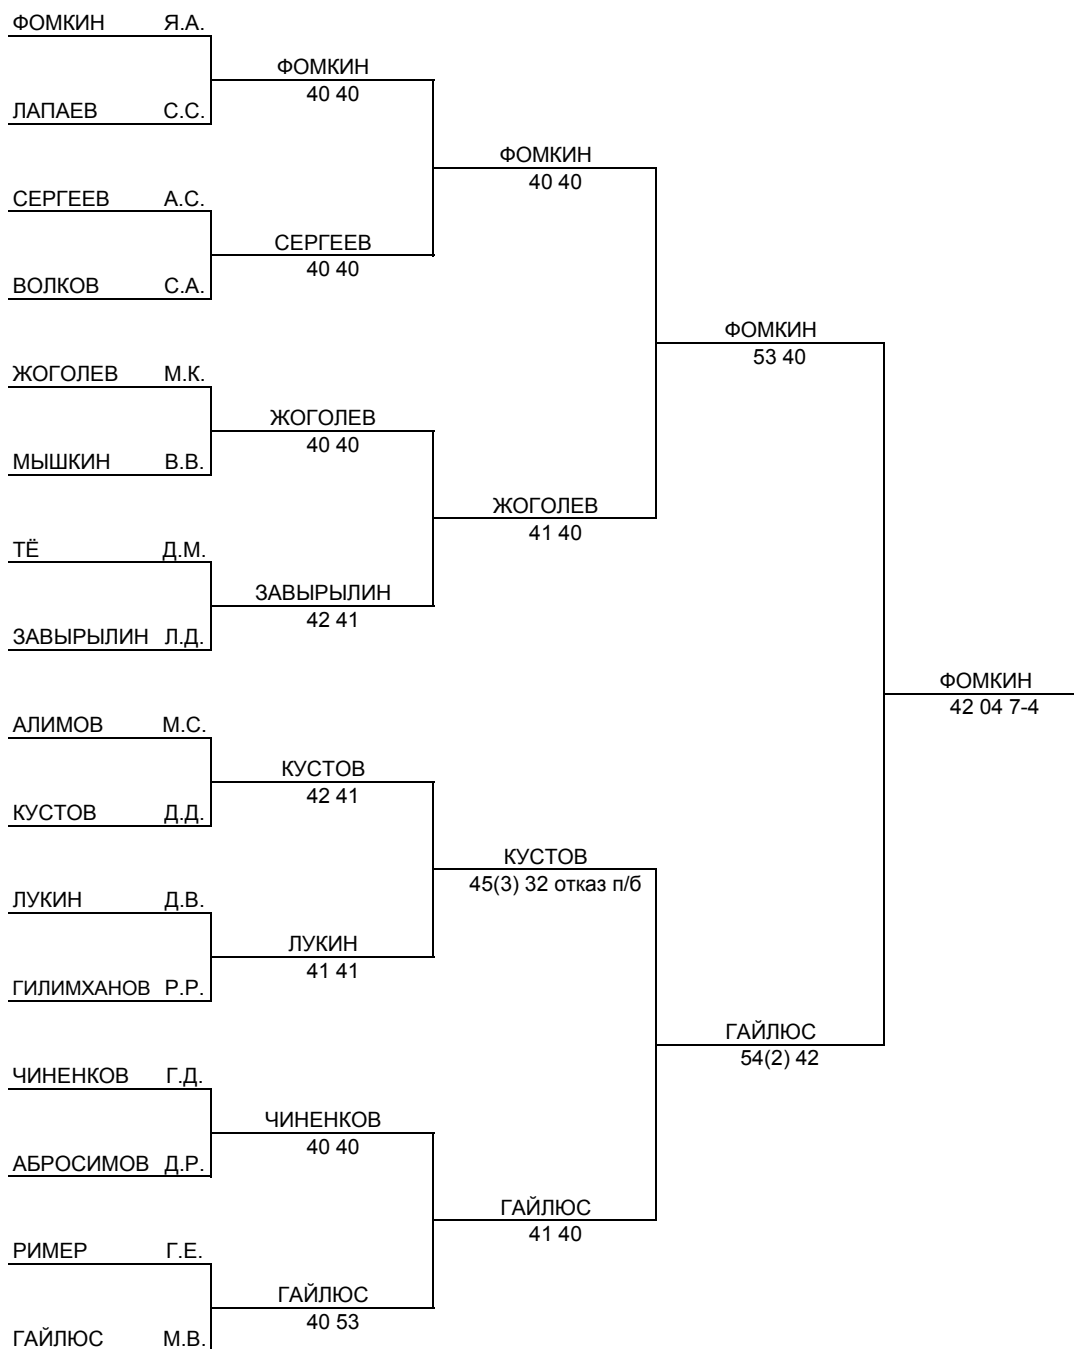 ФОМКИН Я.А.
ФОМКИН
40 40
ЛАПАЕВ С.С.
ФОМКИН
40 40
СЕРГЕЕВ А.С.
СЕРГЕЕВ
40 40
ВОЛКОВ С.А.
ФОМКИН
53 40
ЖОГОЛЕВ М.К.
ЖОГОЛЕВ
40 40
МЫШКИН В.В.
ЖОГОЛЕВ
41 40
ТЁ Д.М.
ЗАВЫРЫЛИН
42 41
ЗАВЫРЫЛИН Л.Д.
ФОМКИН
42 04 7-4
АЛИМОВ М.С.
КУСТОВ
42 41
КУСТОВ Д.Д.
КУСТОВ
45(3) 32 отказ п/б
ЛУКИН Д.В.
ЛУКИН
41 41
ГИЛИМХАНОВ Р.Р.
ГАЙЛЮС
54(2) 42
ЧИНЕНКОВ Г.Д.
ЧИНЕНКОВ
40 40
АБРОСИМОВ Д.Р.
ГАЙЛЮС
41 40
РИМЕР Г.Е.
ГАЙЛЮС
40 53
ГАЙЛЮС М.В.